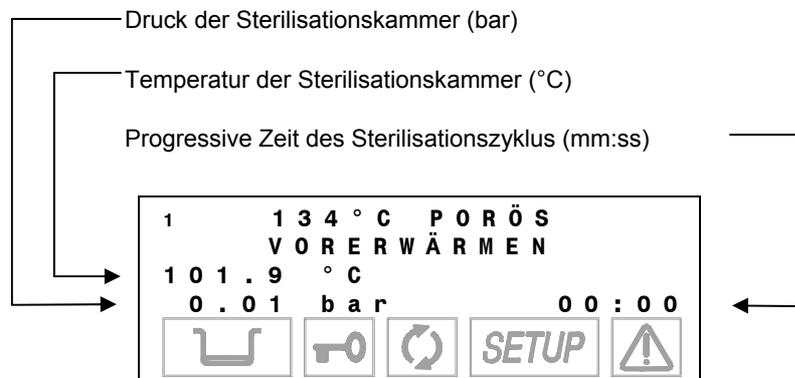 Druck der Sterilisationskammer (bar)
Temperatur der Sterilisationskammer (°C)
Progressive Zeit des Sterilisationszyklus (mm:ss)
1 134°C PORÖS
VORERWÄRMEN
101.9 °C
0.01 bar 00:00
SETUP